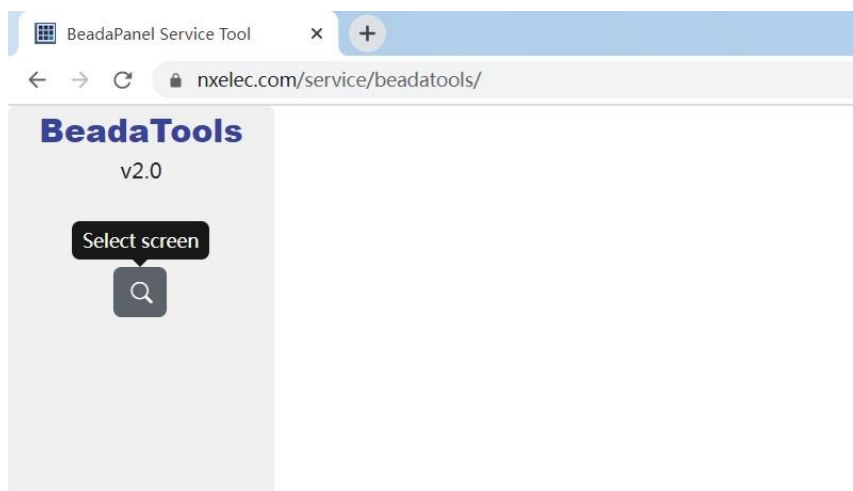 BeadaPanel Service Tool
nxelec.com/service/beadatools/
BeadaTools
v2.0
Select screen